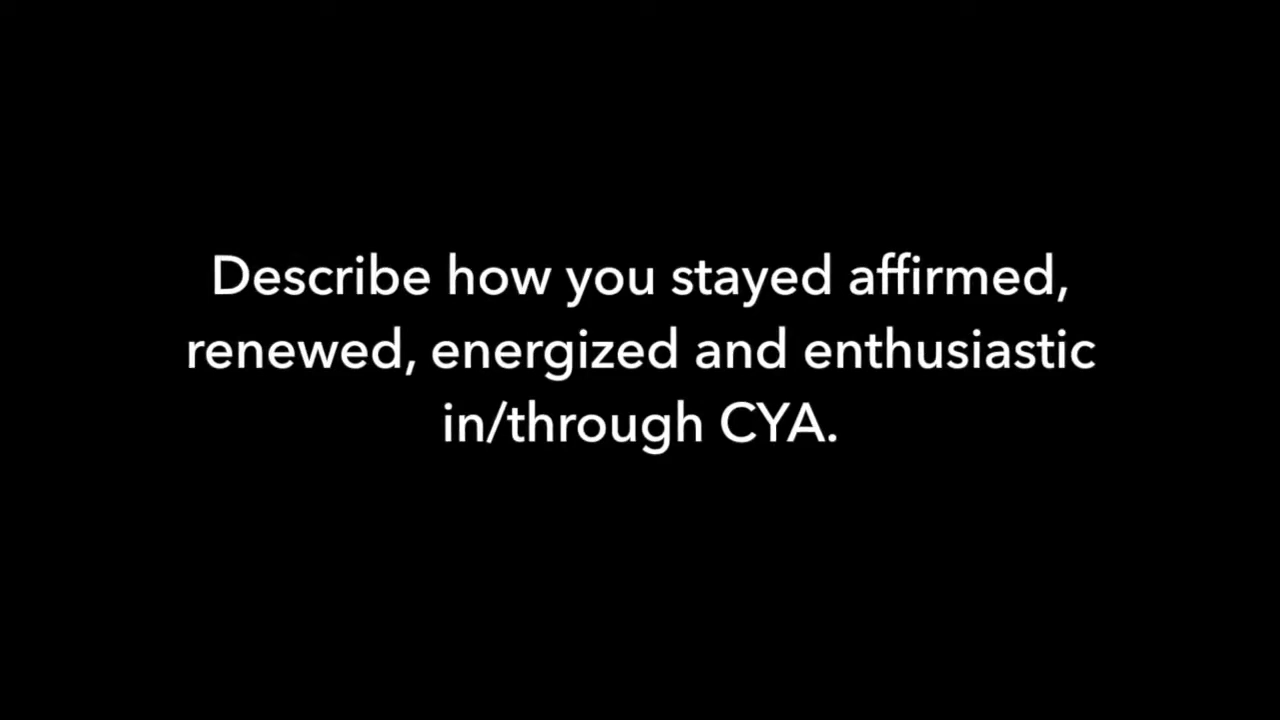 Describe how you stayed affirmed,
renewed, energized and enthusiastic
in/through CYA.